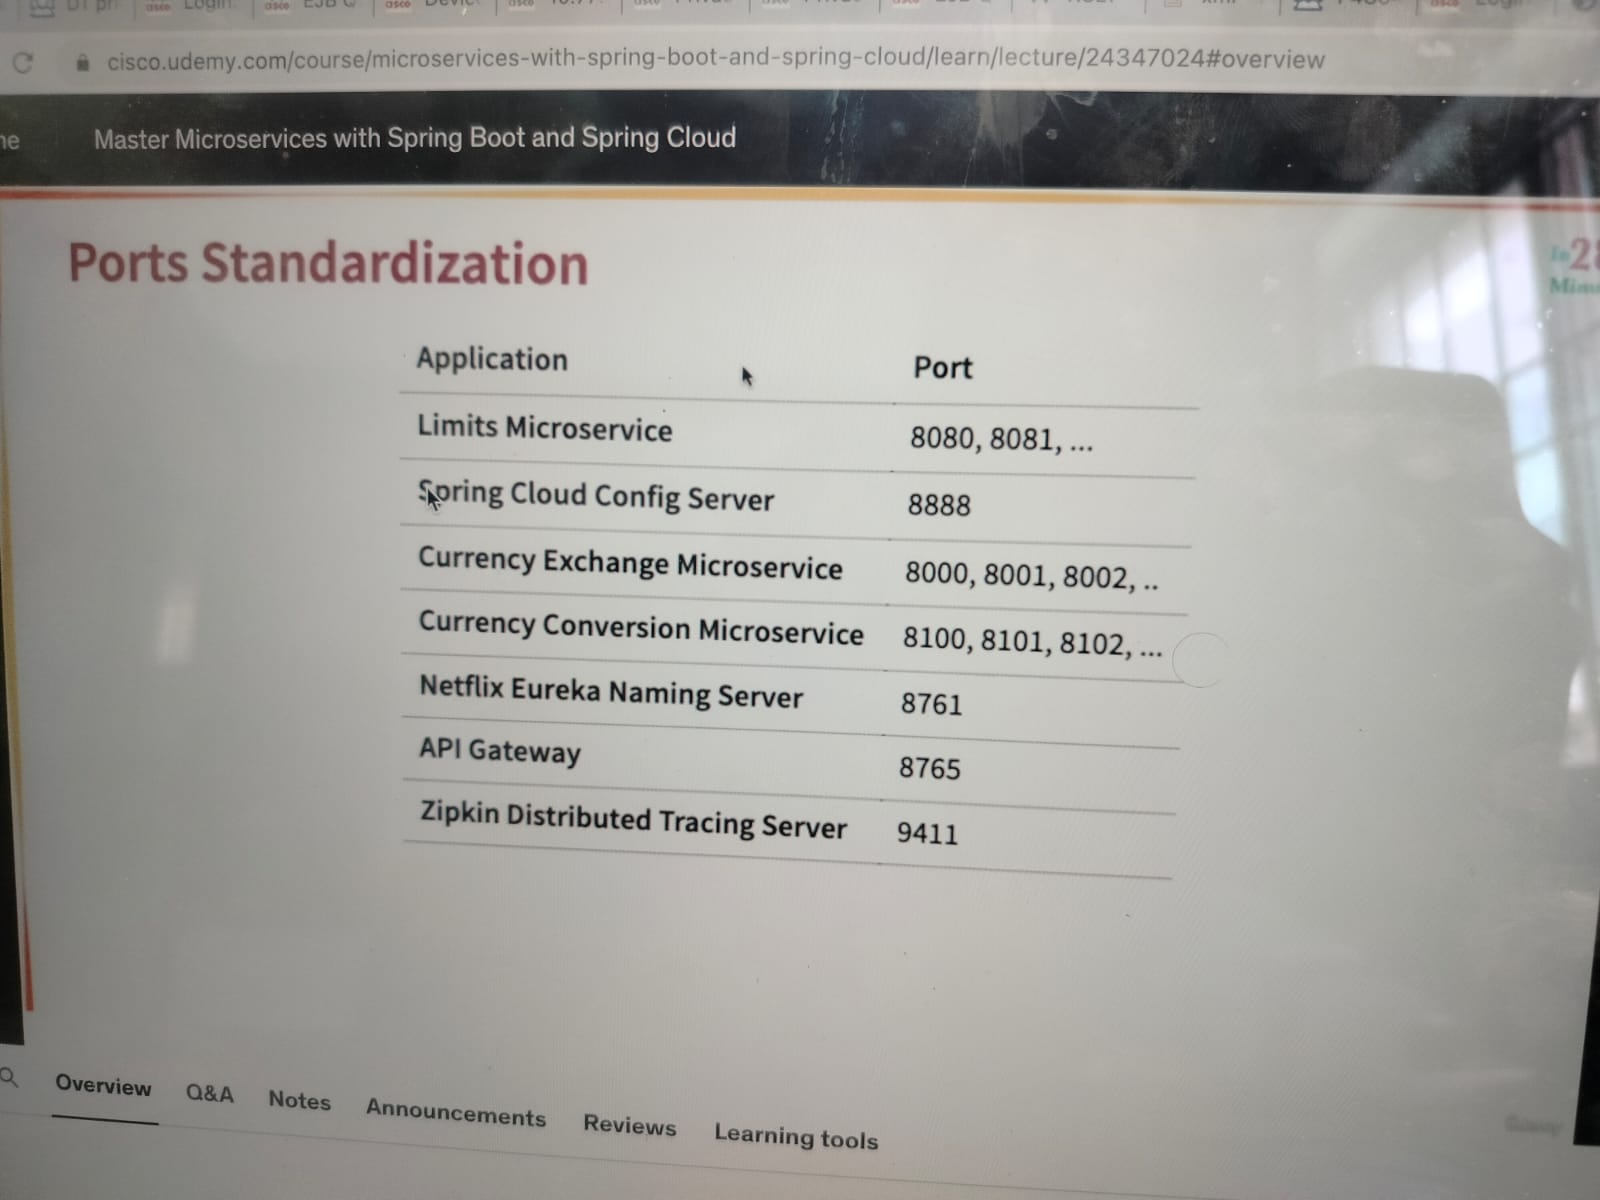 Login
cisco.udemy.com/course/microservices-with-spring-boot-and-spring-cloud/learn/lecture/24347024#overview
Master Microservices with Spring Boot and Spring Cloud
Ports Standardization
In28
Application Port
Limits Microservice 8080, 8081, ...
Spring Cloud Config Server 8888
Currency Exchange Microservice 8000, 8001, 8002, ..
Currency Conversion Microservice 8100, 8101, 8102, ...
Netflix Eureka Naming Server 8761
API Gateway 8765
Zipkin Distributed Tracing Server 9411
Overview Q&A Notes Announcements Reviews Learning tools